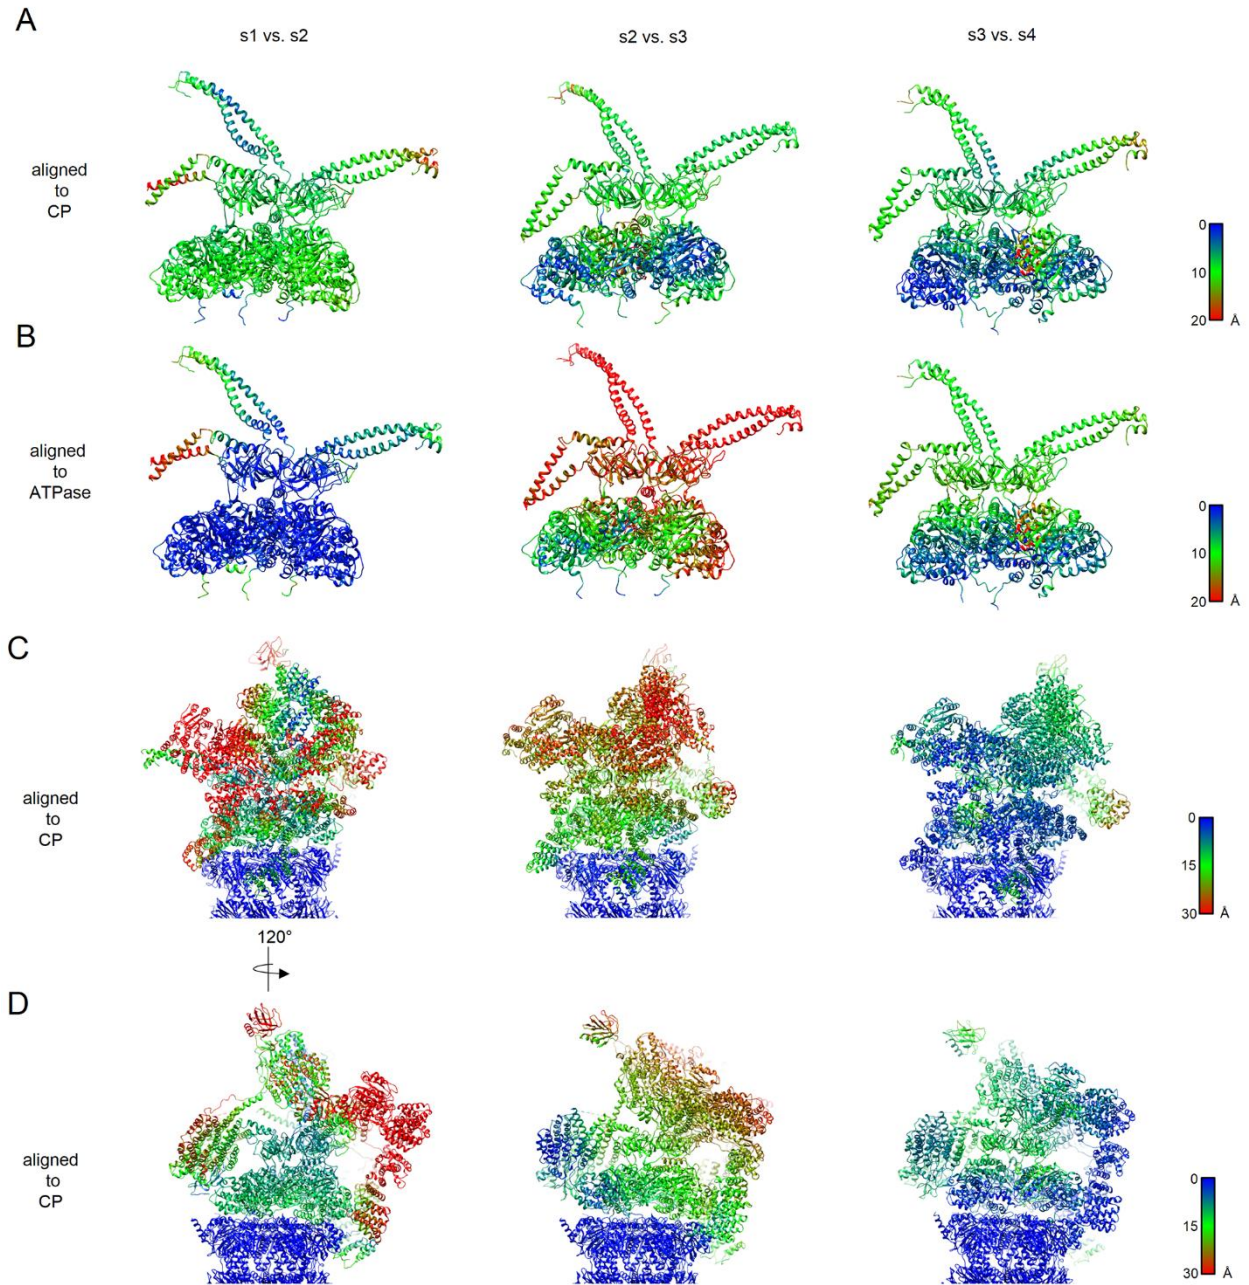 A
s1 vs. s2
s2 vs. s3
s3 vs. s4
aligned
to
CP
0
10
20 Å
B
aligned
to
ATPase
0
10
20 Å
C
aligned
to
CP
0
15
30 Å
120°
D
aligned
to
CP
0
15
30 Å